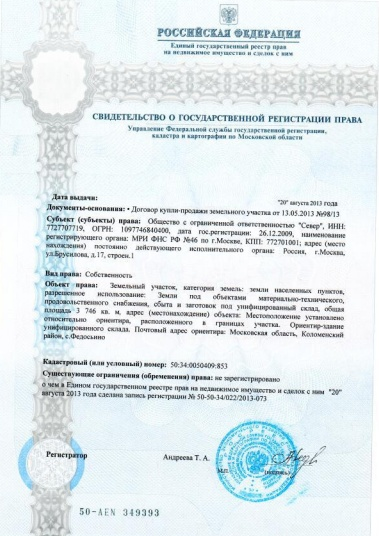 РОССИЙСКАЯ ФЕДЕРАЦИЯ
Единый государственный реестр прав
на недвижимое имущество и сделок с ним
СВИДЕТЕЛЬСТВО О ГОСУДАРСТВЕННОЙ РЕГИСТРАЦИИ ПРАВА
Управление Федеральной службы государственной регистрации,
кадастра и картографии по Московской области
Дата выдачи: "20" августа 2013 года
Документы-основания: • Договор купли-продажи земельного участка от 13.05.2013 №98/13
Субъект (субъекты) права: Общество с ограниченной ответственностью "Север", ИНН:
7727707719, ОГРН: 1097746840400, дата гос.регистрации: 26.12.2009, наименование
регистрирующего органа: МРИ ФНС РФ №46 по г.Москве, КПП: 772701001; адрес (место
нахождения) постоянно действующего исполнительного органа: Россия, г.Москва,
ул.Брусилова, д.17, строен.1
Вид права: Собственность
Объект права: Земельный участок, категория земель: земли населенных пунктов,
разрешенное использование: Земли под объектами материально-технического,
продовольственного снабжения, сбыта и заготовок под унифицированный склад, общая
площадь 3 746 кв. м, адрес (местонахождение) объекта: Местоположение установлено
относительно ориентира, расположенного в границах участка. Ориентир-здание
унифицированного склада. Почтовый адрес ориентира: Московская область, Коломенский
район, с.Федосьино
Кадастровый (или условный) номер: 50:34:0050409:853
Существующие ограничения (обременения) права: не зарегистрировано
о чем в Едином государственном реестре прав на недвижимое имущество и сделок с ним "20"
августа 2013 года сделана запись регистрации № 50-50-34/022/2013-073
Регистратор Андреева Т. А.
М.П. (подпись)
50-AEN 349393